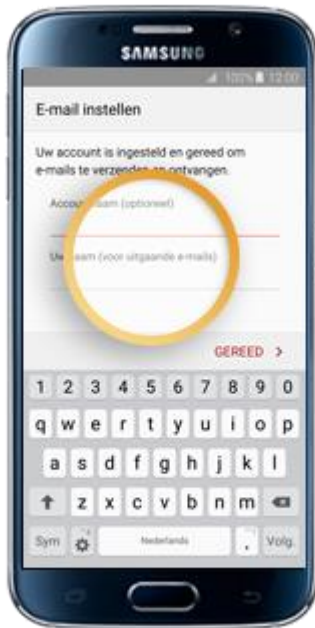 SAMSUNG
100% 12:00
E-mail instellen
Uw account is ingesteld en gereed om
e-mails te verzenden en ontvangen.
Accountnaam (optioneel)
Uw naam (voor uitgaande e-mails)
GEREED >
1 2 3 4 5 6 7 8 9 0
q w e r t y u i o p
a s d f g h j k l
z x c v b n m
Sym Nederlands . Volg.